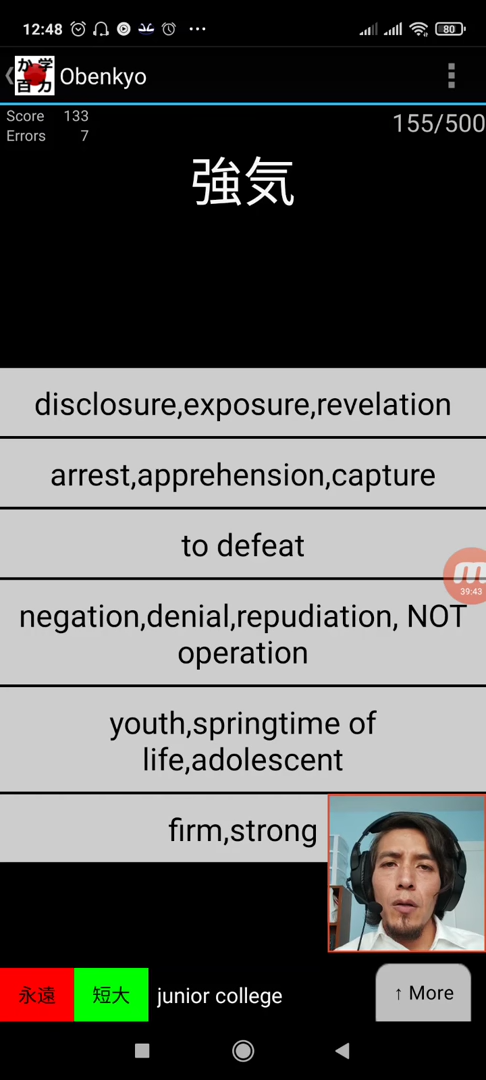 12:48
80
Obenkyo
Score 133
Errors 7
155/500
強気
disclosure,exposure,revelation
arrest,apprehension,capture
to defeat
negation,denial,repudiation, NOT
operation
youth,springtime of
life,adolescent
firm,strong
39:43
永遠 短大 junior college
↑ More